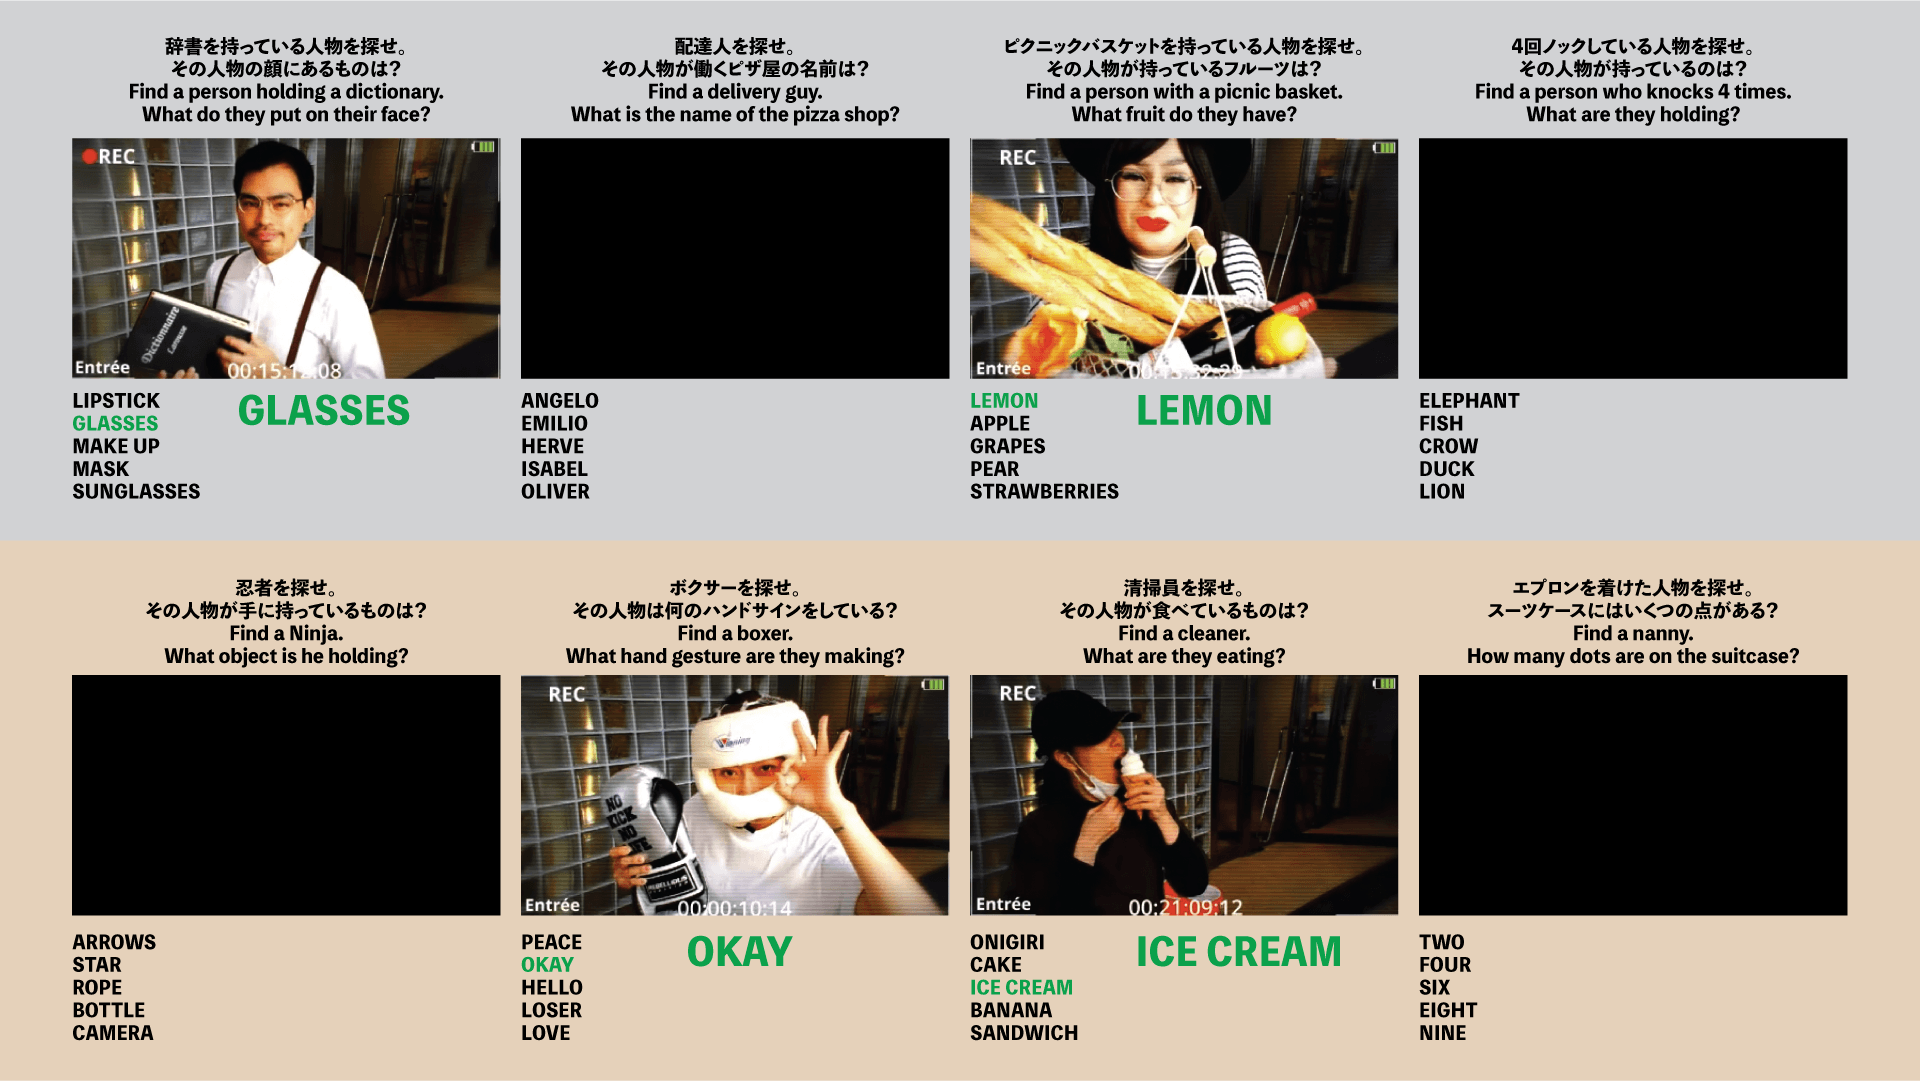 辞書を持っている人物を探せ。
その人物の顔にあるものは?
Find a person holding a dictionary.
What do they put on their face?
REC
Dictionnaire
Larousse
Entrée
LIPSTICK
GLASSES
MAKE UP
MASK
SUNGLASSES
GLASSES
配達人を探せ。
その人物が働くピザ屋の名前は?
Find a delivery guy.
What is the name of the pizza shop?
ANGELO
EMILIO
HERVE
ISABEL
OLIVER
ピクニックバスケットを持っている人物を探せ。
その人物が持っているフルーツは?
Find a person with a picnic basket.
What fruit do they have?
REC
Entrée
LEMON
APPLE
GRAPES
PEAR
STRAWBERRIES
LEMON
4回ノックしている人物を探せ。
その人物が持っているのは?
Find a person who knocks 4 times.
What are they holding?
ELEPHANT
FISH
CROW
DUCK
LION
忍者を探せ。
その人物が手に持っているものは?
Find a Ninja.
What object is he holding?
ARROWS
STAR
ROPE
BOTTLE
CAMERA
ボクサーを探せ。
その人物は何のハンドサインをしている?
Find a boxer.
What hand gesture are they making?
REC
Winning
NO
KICK
NO
Entrée
00:00:10:14
PEACE
OKAY
HELLO
LOSER
LOVE
OKAY
清掃員を探せ。
その人物が食べているものは?
Find a cleaner.
What are they eating?
REC
Entrée
00:21:09:12
ONIGIRI
CAKE
ICE CREAM
BANANA
SANDWICH
ICE CREAM
エプロンを着けた人物を探せ。
スーツケースにはいくつの点がある?
Find a nanny.
How many dots are on the suitcase?
TWO
FOUR
SIX
EIGHT
NINE